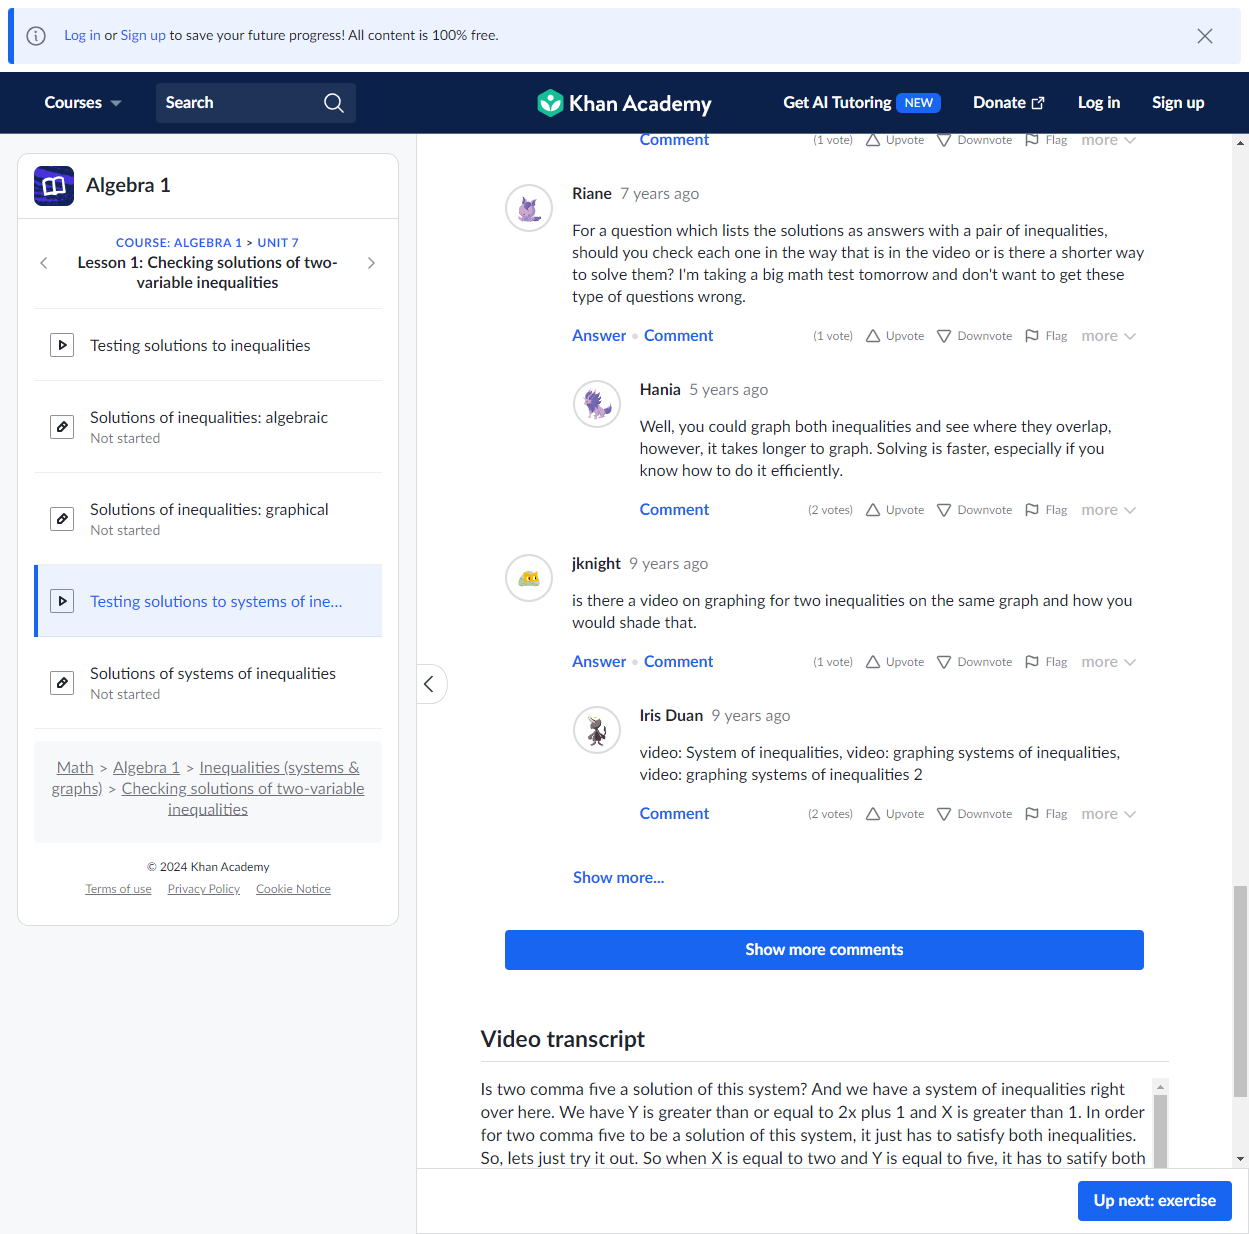 Log in or Sign up to save your future progress! All content is 100% free.
Courses
Search
Khan Academy
Get AI Tutoring NEW
Donate
Log in
Sign up
Algebra 1
COURSE: ALGEBRA 1 > UNIT 7
Lesson 1: Checking solutions of two-
variable inequalities
Testing solutions to inequalities
Solutions of inequalities: algebraic
Not started
Solutions of inequalities: graphical
Not started
Testing solutions to systems of ine...
Solutions of systems of inequalities
Not started
Math > Algebra 1 > Inequalities (systems &
graphs) > Checking solutions of two-variable
inequalities
© 2024 Khan Academy
Terms of use Privacy Policy Cookie Notice
Comment (1 vote) Upvote Downvote Flag more
Riane 7 years ago
For a question which lists the solutions as answers with a pair of inequalities,
should you check each one in the way that is in the video or is there a shorter way
to solve them? I'm taking a big math test tomorrow and don't want to get these
type of questions wrong.
Answer • Comment (1 vote) Upvote Downvote Flag more
Hania 5 years ago
Well, you could graph both inequalities and see where they overlap,
however, it takes longer to graph. Solving is faster, especially if you
know how to do it efficiently.
Comment (2 votes) Upvote Downvote Flag more
jknight 9 years ago
is there a video on graphing for two inequalities on the same graph and how you
would shade that.
Answer • Comment (1 vote) Upvote Downvote Flag more
Iris Duan 9 years ago
video: System of inequalities, video: graphing systems of inequalities,
video: graphing systems of inequalities 2
Comment (2 votes) Upvote Downvote Flag more
Show more...
Show more comments
Video transcript
Is two comma five a solution of this system? And we have a system of inequalities right
over here. We have Y is greater than or equal to 2x plus 1 and X is greater than 1. In order
for two comma five to be a solution of this system, it just has to satisfy both inequalities.
So, lets just try it out. So when X is equal to two and Y is equal to five, it has to satify both
Up next: exercise